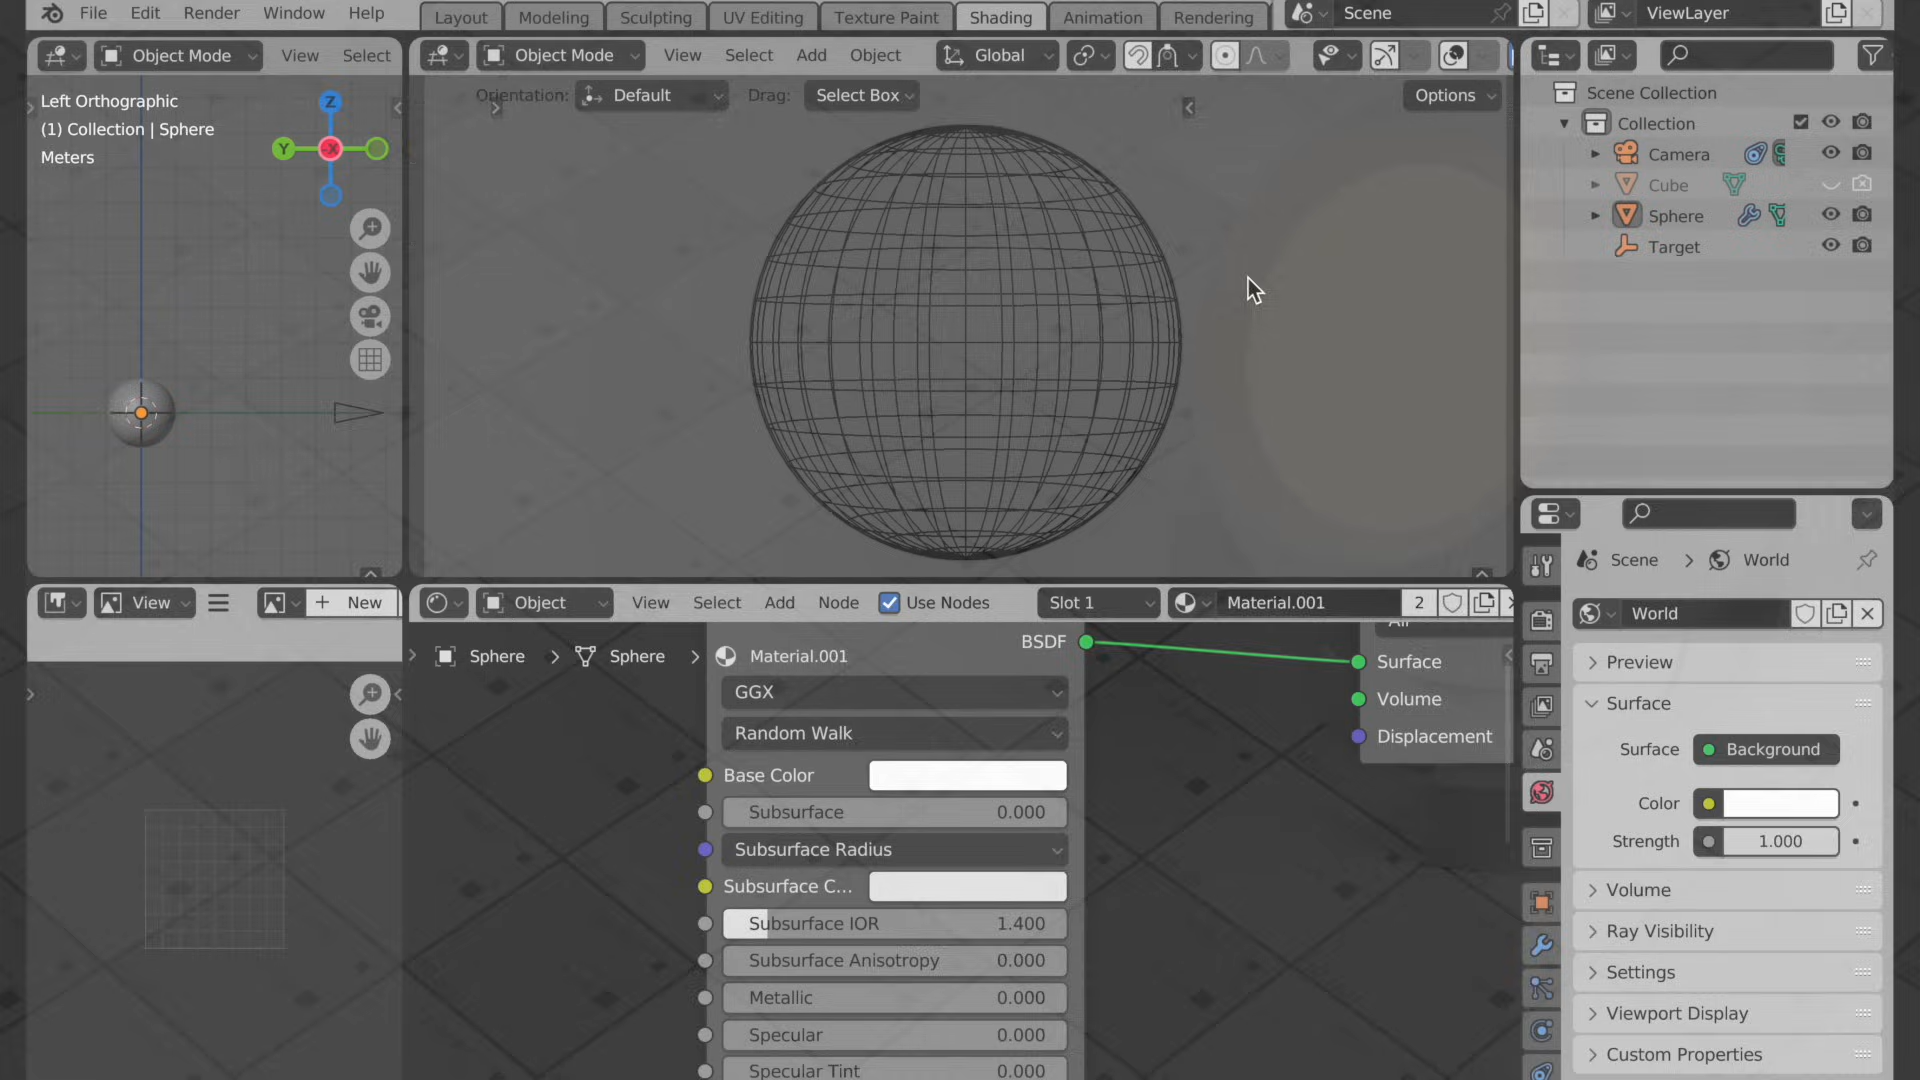 File Edit Render Window Help
Layout Modeling Sculpting UV Editing Texture Paint Shading Animation Rendering
Scene
ViewLayer
Object Mode View Select
Left Orthographic
(1) Collection | Sphere
Meters
Z
Y
-X
Object Mode View Select Add Object Global
Orientation: Default Drag: Select Box Options
Scene Collection
Collection
Camera
Cube
Sphere
Target
View New
Object View Select Add Node Use Nodes Slot 1 Material.001 2
Sphere > Sphere > Material.001
BSDF
GGX
Random Walk
Base Color
Subsurface 0.000
Subsurface Radius
Subsurface C...
Subsurface IOR 1.400
Subsurface Anisotropy 0.000
Metallic 0.000
Specular 0.000
Specular Tint 0.000
All
Surface
Volume
Displacement
Scene > World
World
Preview
Surface
Surface Background
Color
Strength 1.000
Volume
Ray Visibility
Settings
Viewport Display
Custom Properties